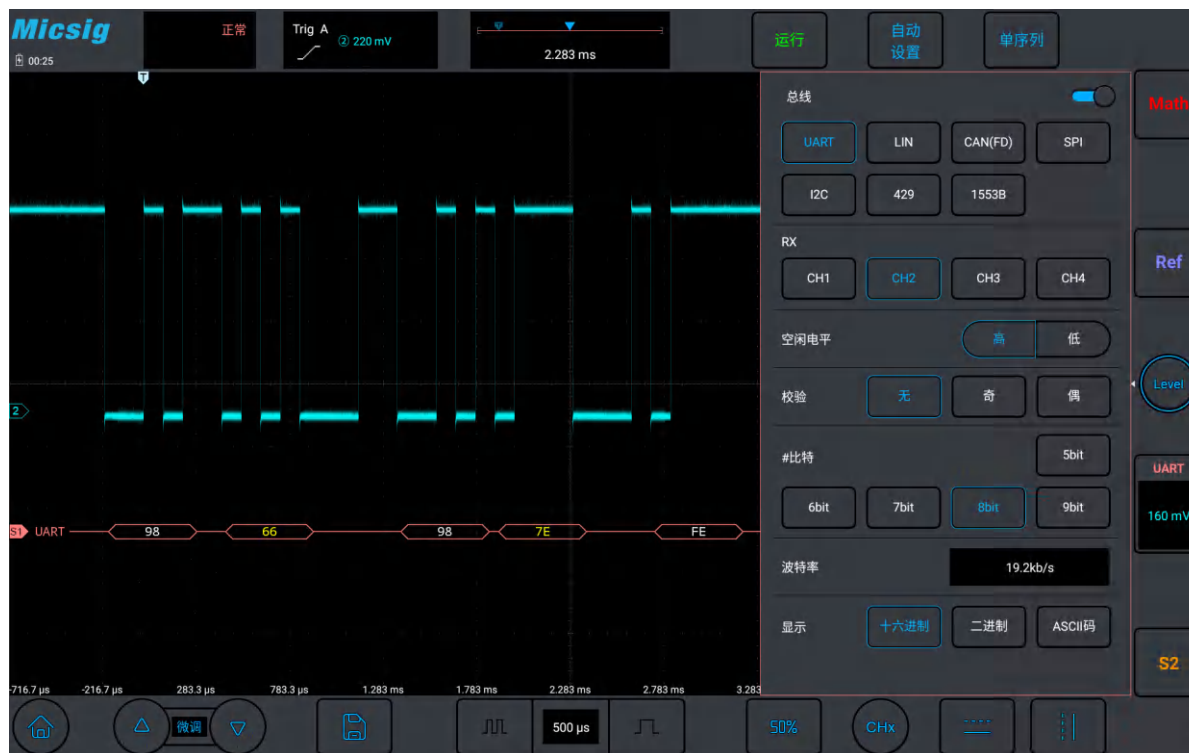 Micsig
00:25
正常
Trig A
② 220 mV
T
2.283 ms
运行
自动
设置
单序列
总线
UART LIN CAN(FD) SPI
I2C 429 1553B
RX
CH1 CH2 CH3 CH4
空闲电平 高 低
校验 无 奇 偶
#比特 5bit
6bit 7bit 8bit 9bit
波特率 19.2kb/s
显示 十六进制 二进制 ASCII码
Math
Ref
Level
UART
160 mV
S2
2
S1 UART 98 66 98 7E FE
-716.7 μs -216.7 μs 283.3 μs 783.3 μs 1.283 ms 1.783 ms 2.283 ms 2.783 ms 3.283
微调
500 μs
50%
CHx